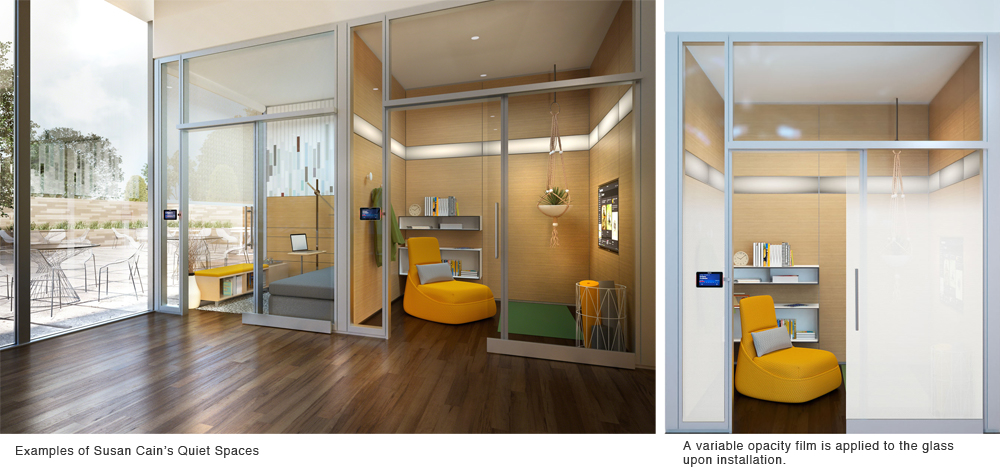 Examples of Susan Cain's Quiet Spaces
A variable opacity film is applied to the glass
upon installation.